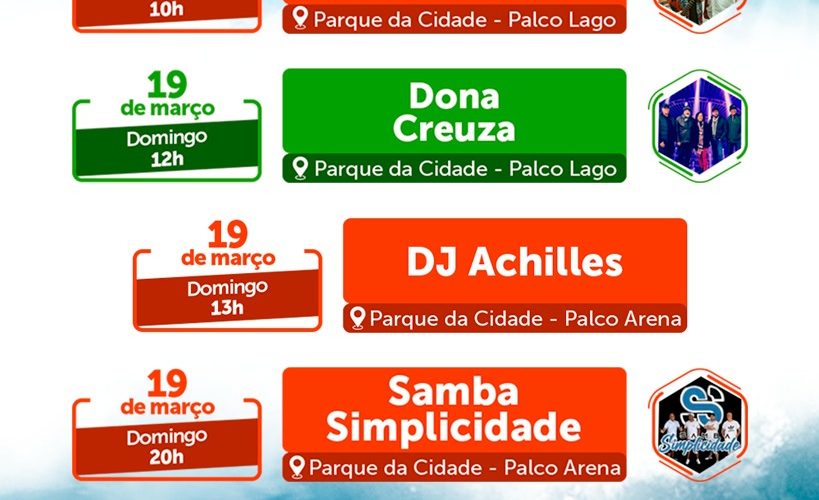 10h
Parque da Cidade - Palco Lago
19
de março
Domingo
12h
Dona
Creuza
Parque da Cidade - Palco Lago
19
de março
Domingo
13h
DJ Achilles
Parque da Cidade - Palco Arena
19
de março
Domingo
20h
Samba
Simplicidade
Parque da Cidade - Palco Arena
S
Simplicidade